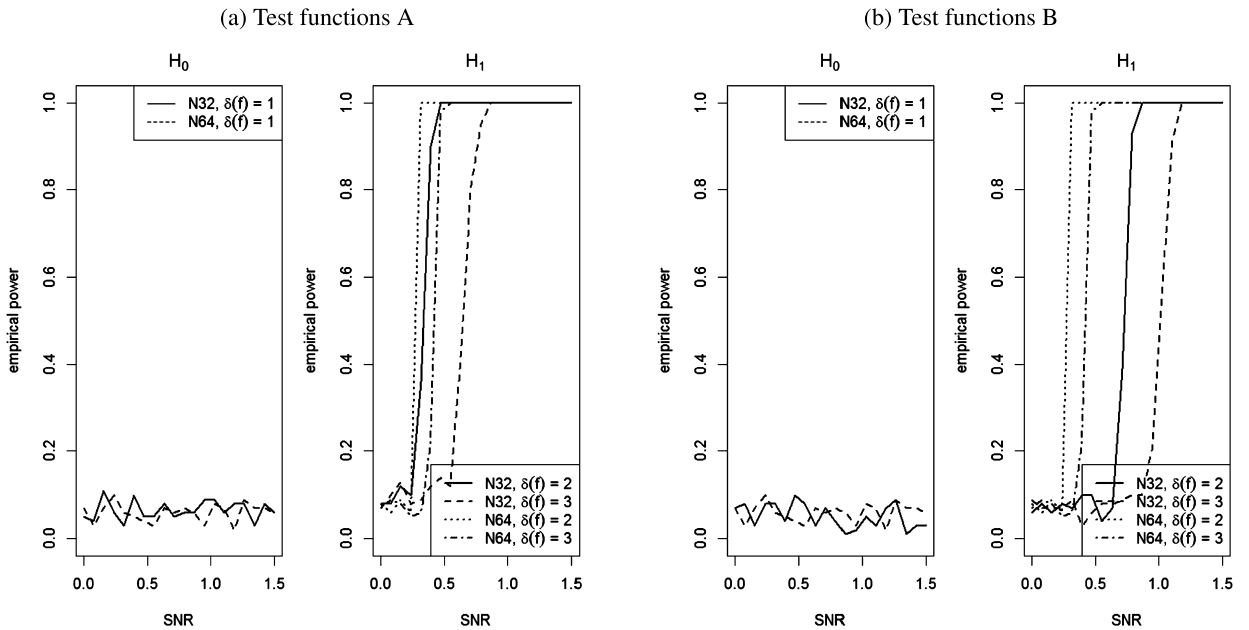 (a) Test functions A
H₀
N32, δ(f) = 1
N64, δ(f) = 1
empirical power
0.0
0.2
0.4
0.6
0.8
1.0
0.0 0.5 1.0 1.5
SNR
H₁
N32, δ(f) = 2
N32, δ(f) = 3
N64, δ(f) = 2
N64, δ(f) = 3
empirical power
0.0
0.2
0.4
0.6
0.8
1.0
0.0 0.5 1.0 1.5
SNR
(b) Test functions B
H₀
N32, δ(f) = 1
N64, δ(f) = 1
empirical power
0.0
0.2
0.4
0.6
0.8
1.0
0.0 0.5 1.0 1.5
SNR
H₁
N32, δ(f) = 2
N32, δ(f) = 3
N64, δ(f) = 2
N64, δ(f) = 3
empirical power
0.0
0.2
0.4
0.6
0.8
1.0
0.0 0.5 1.0 1.5
SNR